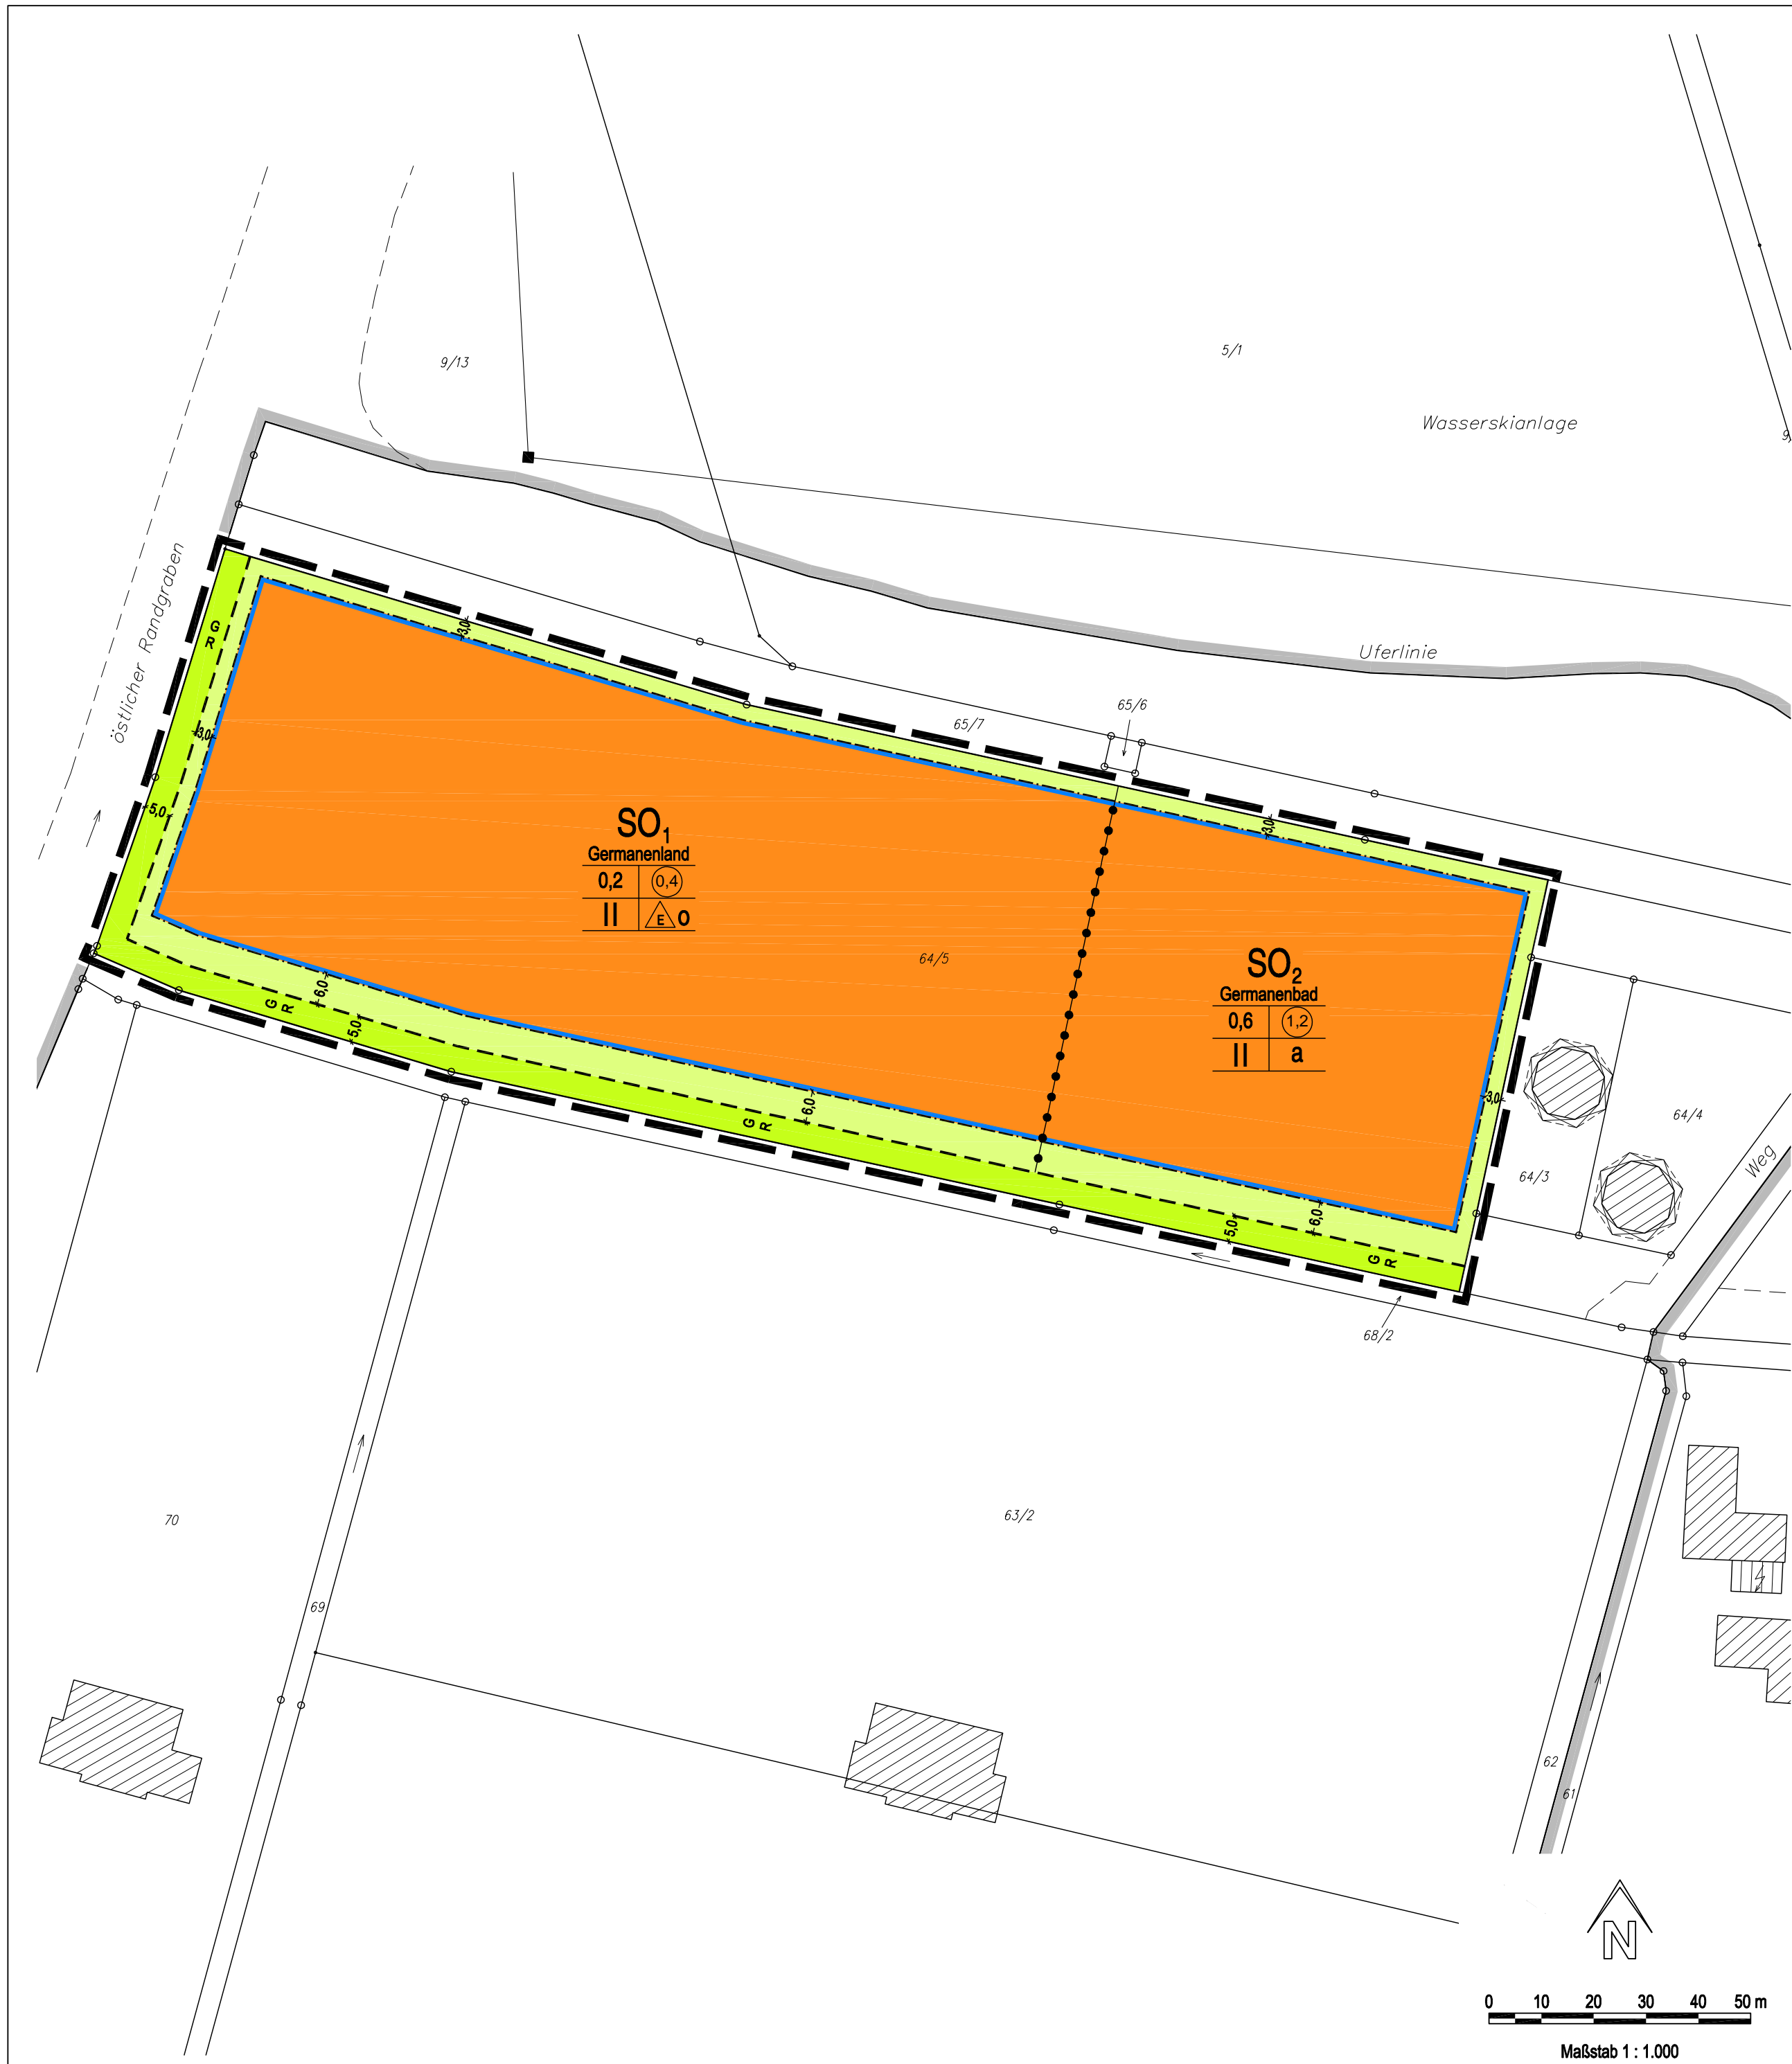 9/13
5/1
Wasserskianlage
9/
östlicher Randgraben
Uferlinie
G
R
3,0
65/6
65/7
3,0
5,0
3,0
SO1
Germanenland
0,2 0,4
II E o
64/5
SO2
Germanenbad
0,6 1,2
II a
6,0
G R
5,0
3,0
6,0
G R
64/4
64/3
Weg
5,0
6,0
G R
68/2
70
63/2
69
62
61
N
0 10 20 30 40 50 m
Maßstab 1 : 1.000